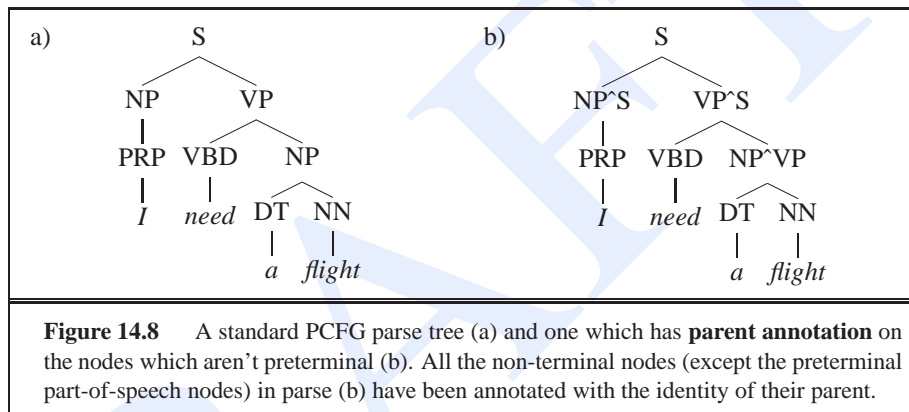 a) S b) S
NP VP NP^S VP^S
PRP VBD NP PRP VBD NP^VP
I need DT NN I need DT NN
a flight a flight
Figure 14.8 A standard PCFG parse tree (a) and one which has parent annotation on
the nodes which aren't preterminal (b). All the non-terminal nodes (except the preterminal
part-of-speech nodes) in parse (b) have been annotated with the identity of their parent.